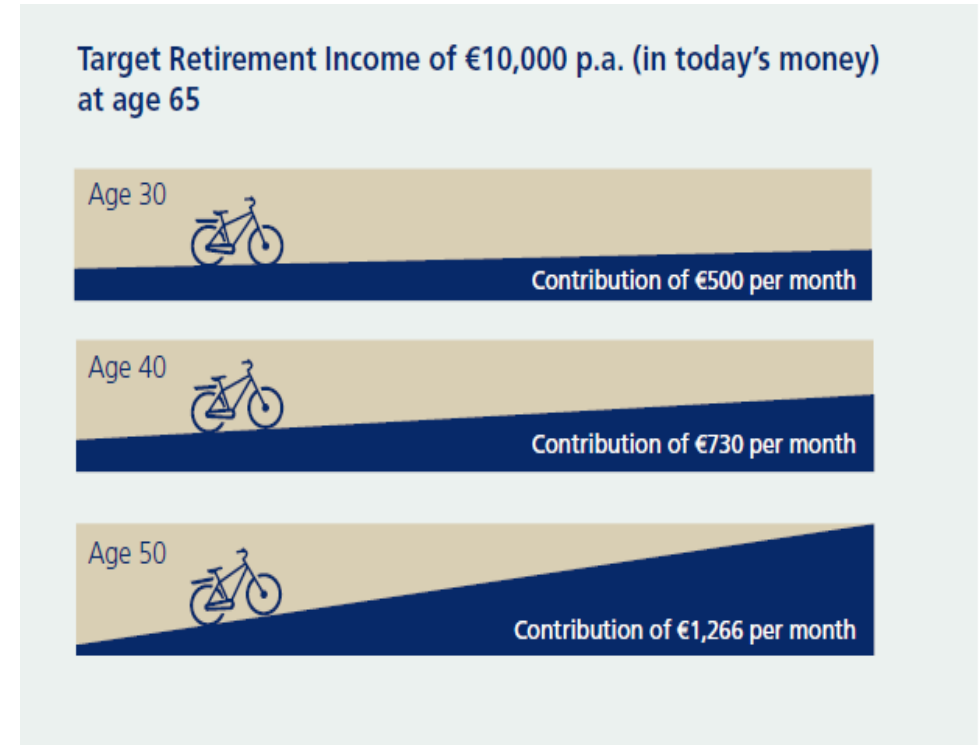 Target Retirement Income of €10,000 p.a. (in today’s money)
at age 65
Age 30
Contribution of €500 per month
Age 40
Contribution of €730 per month
Age 50
Contribution of €1,266 per month